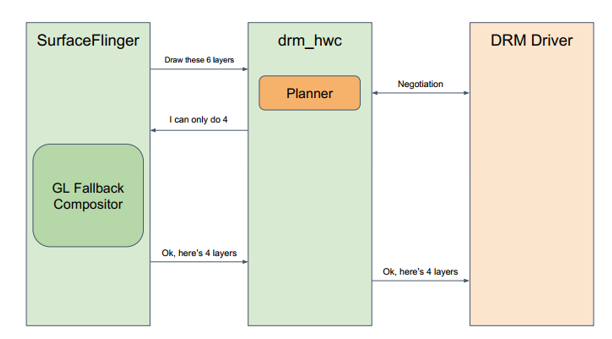 SurfaceFlinger
drm_hwc
DRM Driver
Draw these 6 layers
Negotiation
Planner
I can only do 4
GL Fallback
Compositor
Ok, here's 4 layers
Ok, here's 4 layers